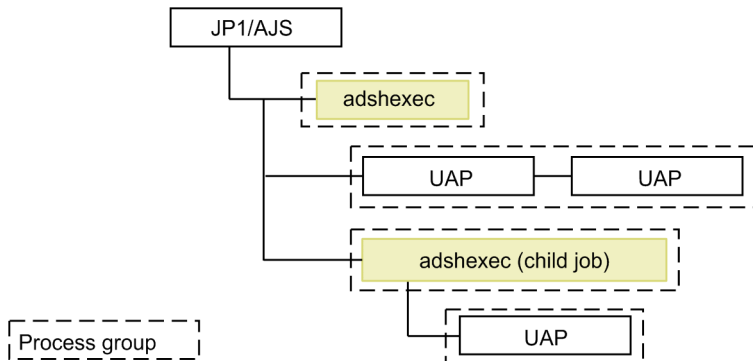 JP1/AJS
adshexec
UAP
UAP
adshexec (child job)
UAP
Process group